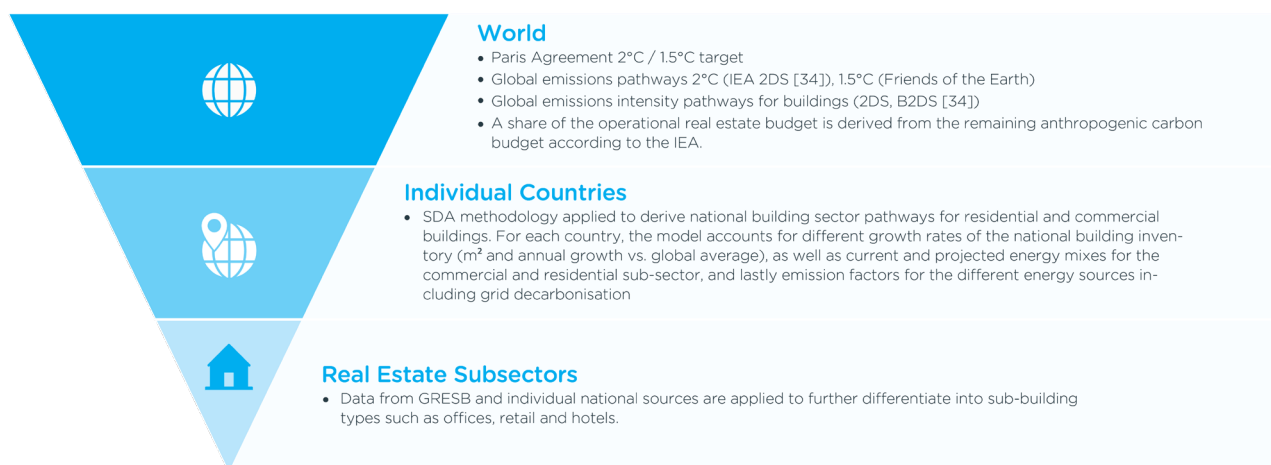 World
• Paris Agreement 2°C / 1.5°C target
• Global emissions pathways 2°C (IEA 2DS [34]), 1.5°C (Friends of the Earth)
• Global emissions intensity pathways for buildings (2DS, B2DS [34])
• A share of the operational real estate budget is derived from the remaining anthropogenic carbon
budget according to the IEA.
Individual Countries
• SDA methodology applied to derive national building sector pathways for residential and commercial
buildings. For each country, the model accounts for different growth rates of the national building inven-
tory (m² and annual growth vs. global average), as well as current and projected energy mixes for the
commercial and residential sub-sector, and lastly emission factors for the different energy sources in-
cluding grid decarbonisation
Real Estate Subsectors
• Data from GRESB and individual national sources are applied to further differentiate into sub-building
types such as offices, retail and hotels.